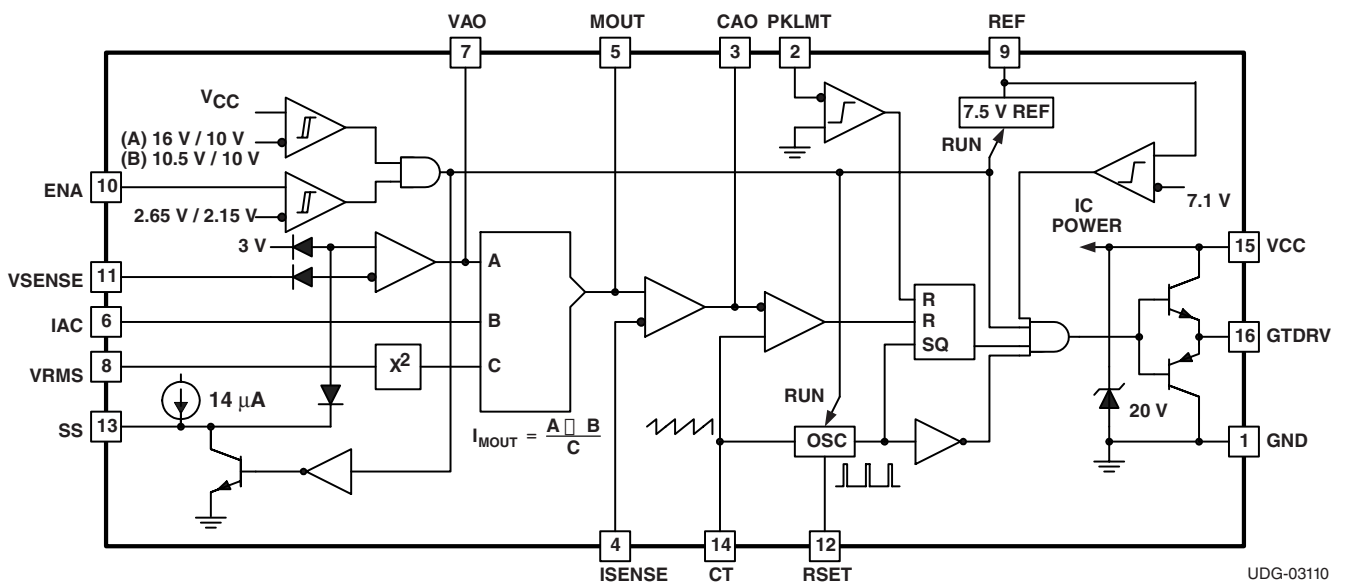 VAO
MOUT
CAO
PKLMT
REF
7
5
3
2
9
VCC
(A) 16 V / 10 V
(B) 10.5 V / 10 V
7.5 V REF
RUN
ENA
10
2.65 V / 2.15 V
7.1 V
IC
POWER
3 V
A
15
VCC
VSENSE
11
IAC
6
B
R
R
SQ
16
GTDRV
VRMS
8
X2
C
14 μA
RUN
20 V
SS
13
IMOUT = A □ B
C
OSC
1
GND
4
14
12
ISENSE
CT
RSET
UDG-03110